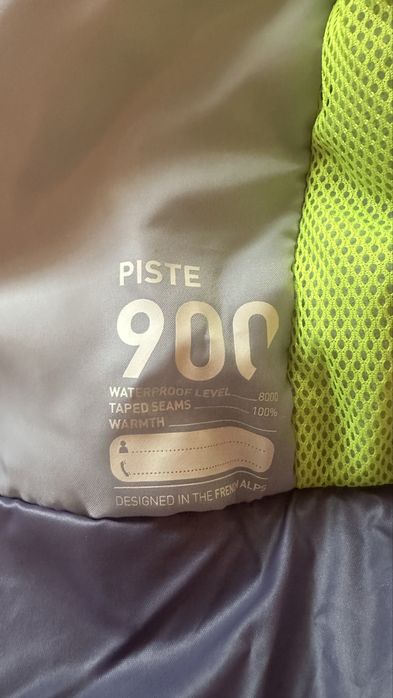 PISTE
900
WATERPROOF LEVEL 8000
TAPED SEAMS 100%
WARMTH
DESIGNED IN THE FRENCH ALPS